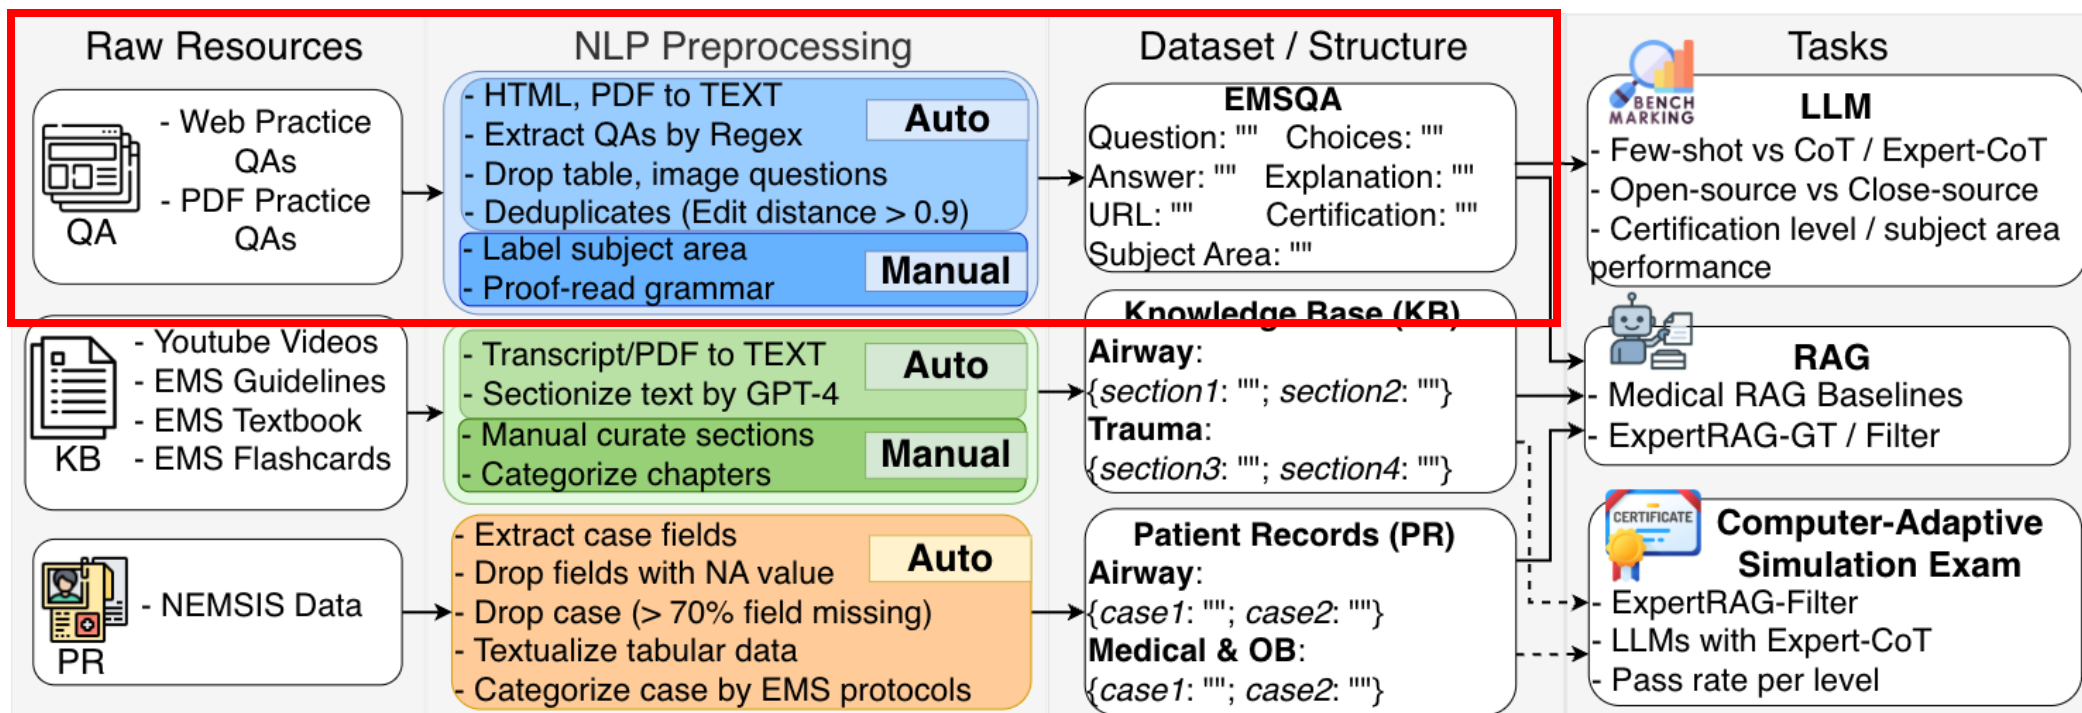 Raw Resources
NLP Preprocessing
Dataset / Structure
Tasks
QA
- Web Practice
QAs
- PDF Practice
QAs
- HTML, PDF to TEXT
- Extract QAs by Regex
- Drop table, image questions
- Deduplicates (Edit distance > 0.9)
Auto
- Label subject area
- Proof-read grammar
Manual
EMSQA
Question: "" Choices: ""
Answer: "" Explanation: ""
URL: "" Certification: ""
Subject Area: ""
BENCH
MARKING
LLM
- Few-shot vs CoT / Expert-CoT
- Open-source vs Close-source
- Certification level / subject area
performance
KB
- Youtube Videos
- EMS Guidelines
- EMS Textbook
- EMS Flashcards
- Transcript/PDF to TEXT
- Sectionize text by GPT-4
Auto
- Manual curate sections
- Categorize chapters
Manual
Knowledge Base (KB)
Airway:
{section1: ""; section2: ""}
Trauma:
{section3: ""; section4: ""}
RAG
- Medical RAG Baselines
- ExpertRAG-GT / Filter
PR
- NEMSIS Data
- Extract case fields
- Drop fields with NA value
- Drop case (> 70% field missing)
- Textualize tabular data
- Categorize case by EMS protocols
Auto
Patient Records (PR)
Airway:
{case1: ""; case2: ""}
Medical & OB:
{case1: ""; case2: ""}
CERTIFICATE
Computer-Adaptive
Simulation Exam
- ExpertRAG-Filter
- LLMs with Expert-CoT
- Pass rate per level